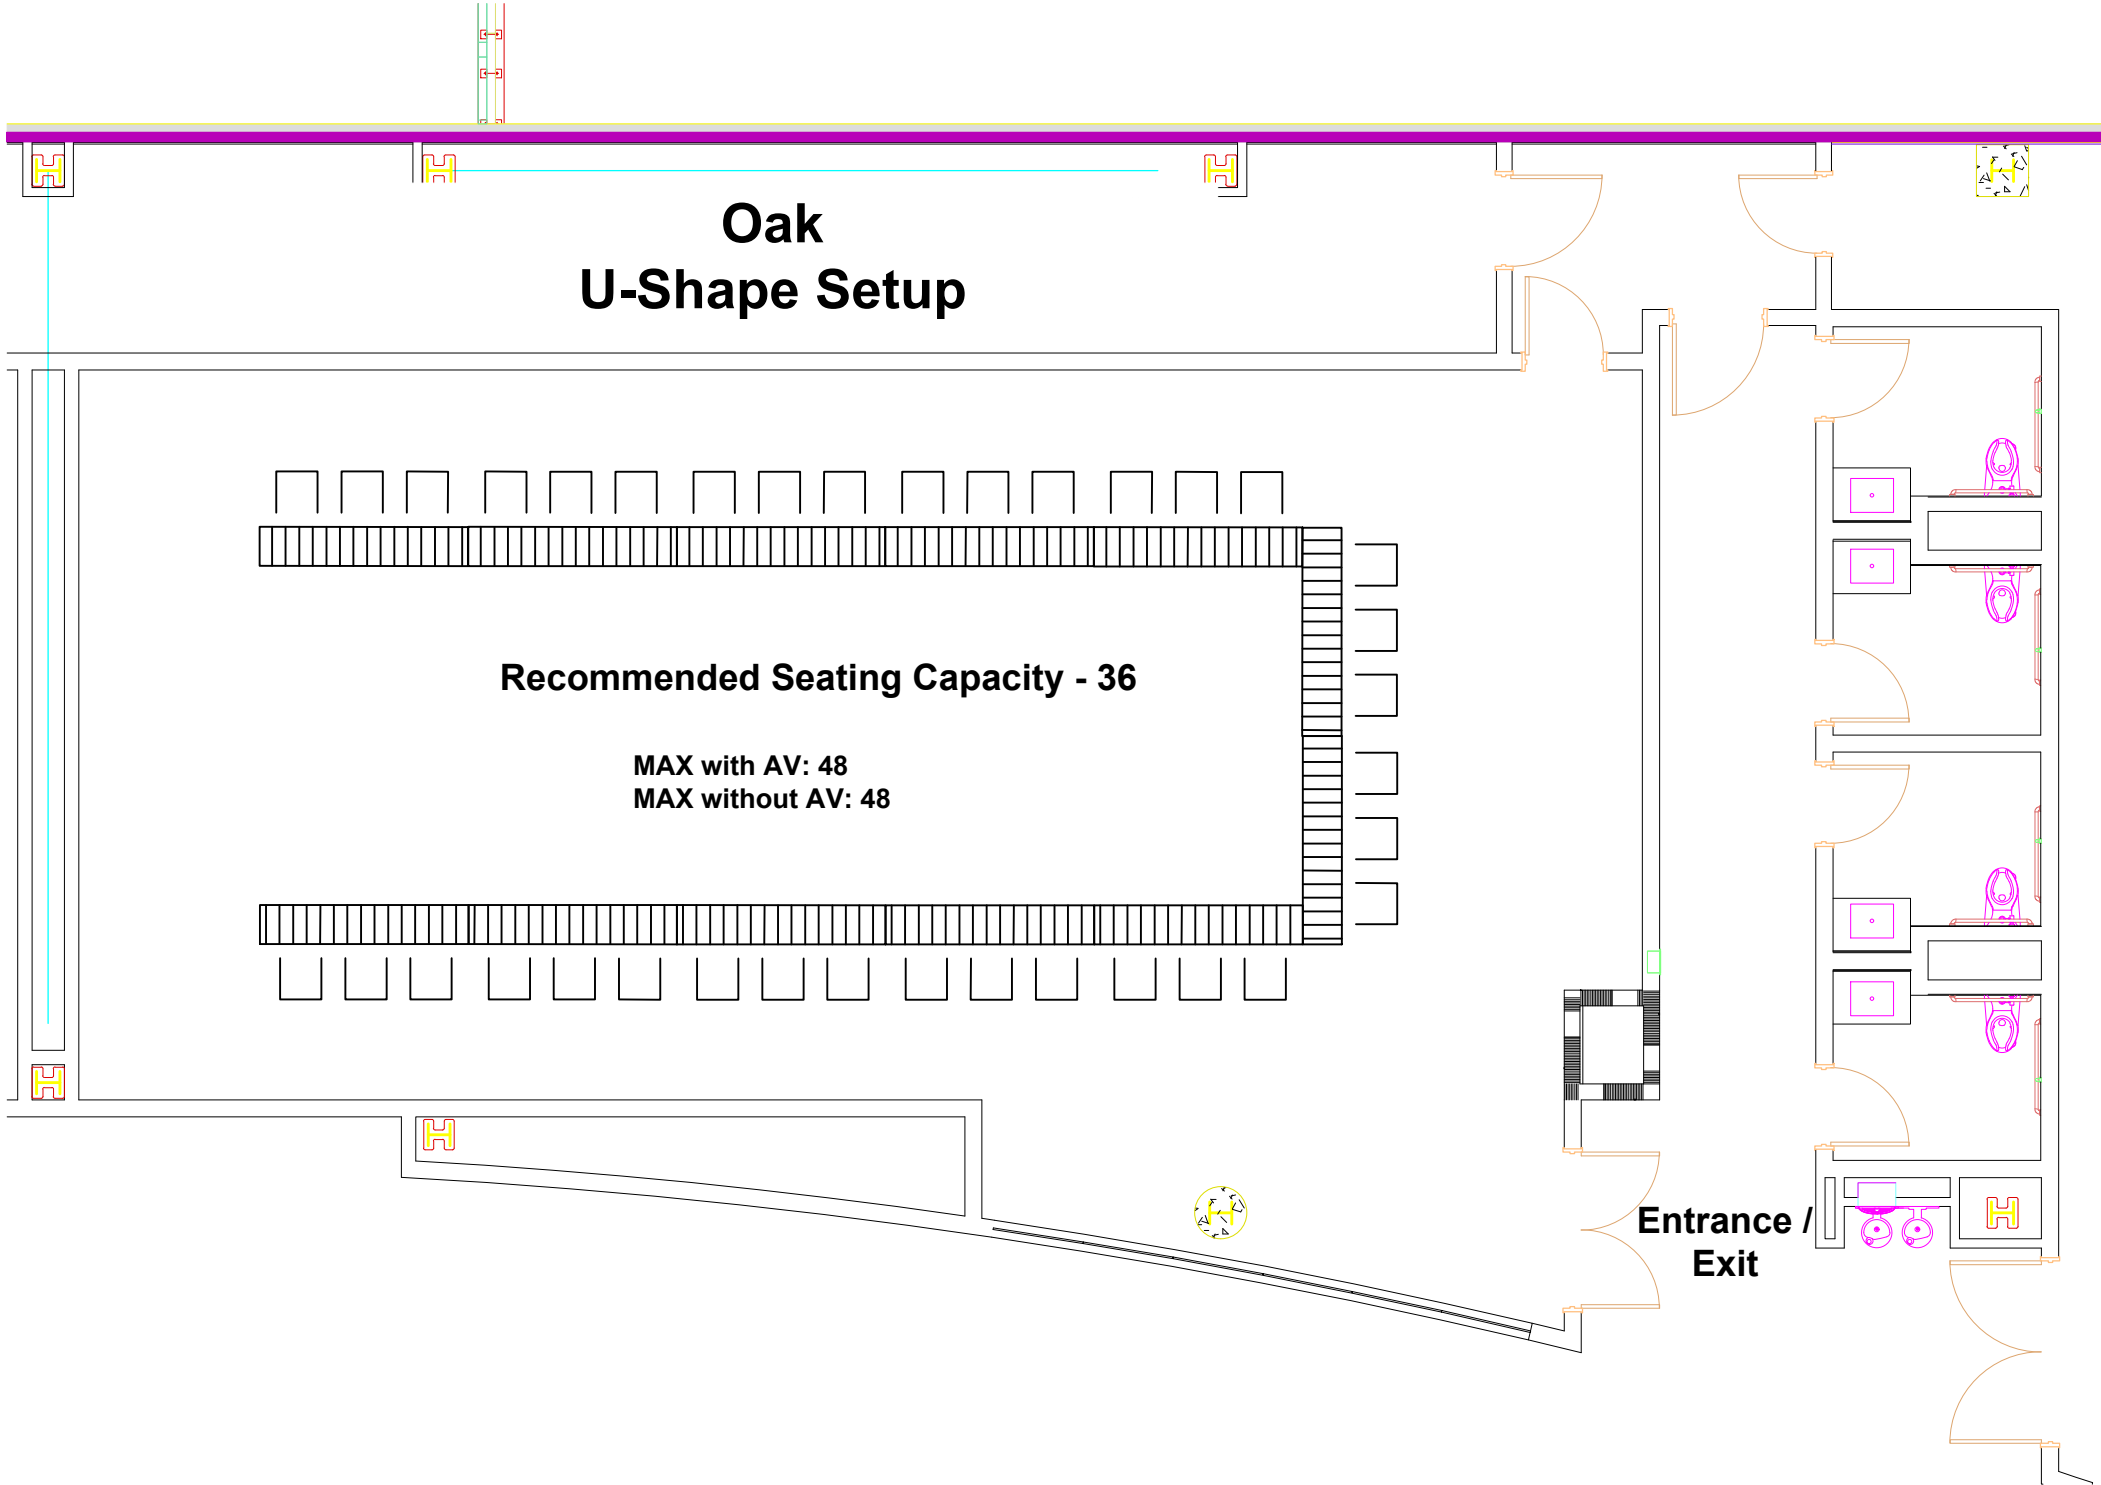 Oak
U-Shape Setup
Recommended Seating Capacity - 36
MAX with AV: 48
MAX without AV: 48
Entrance /
Exit